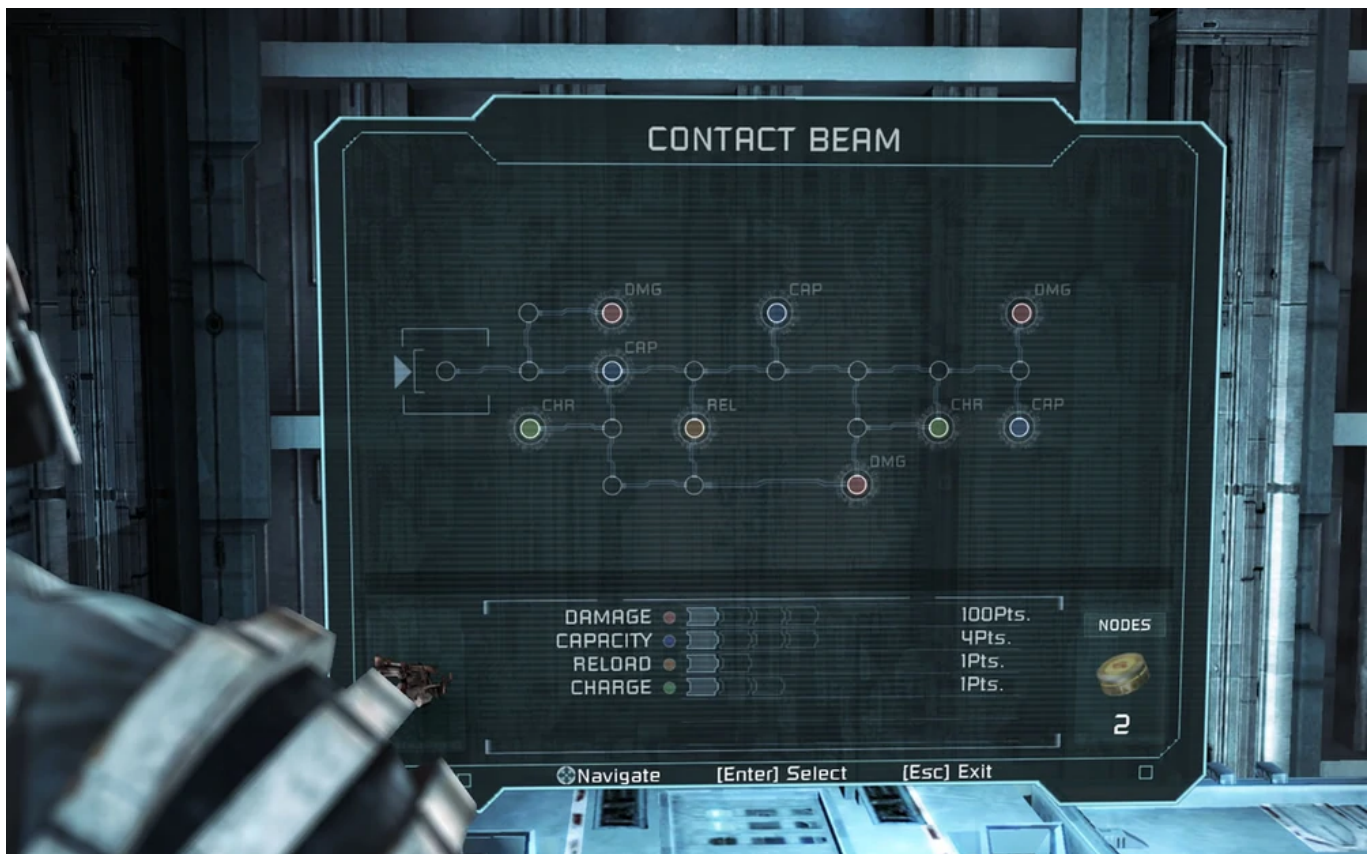 CONTACT BEAM
DMG
CAP
DMG
CAP
CHR
REL
CHR
CAP
DMG
DAMAGE 100Pts.
CAPACITY 4Pts.
RELOAD 1Pts.
CHARGE 1Pts.
NODES
2
Navigate [Enter] Select [Esc] Exit